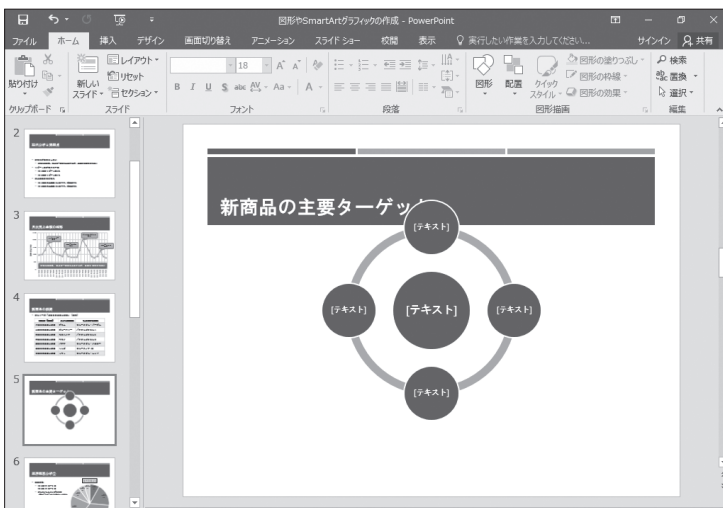 図形やSmartArtグラフィックの作成 - PowerPoint
ファイル ホーム 挿入 デザイン 画面切り替え アニメーション スライド ショー 校閲 表示 実行したい作業を入力してください... サインイン 共有
貼り付け
新しい
スライド
レイアウト
リセット
セクション
18
B I U S abc AV Aa A
図形
配置
クイック
スタイル
図形の塗りつぶし
図形の枠線
図形の効果
検索
置換
選択
クリップボード スライド フォント 段落 図形描画 編集
2
3
4
5
6
新商品の主要ターゲット
[テキスト]
[テキスト] [テキスト] [テキスト]
[テキスト]